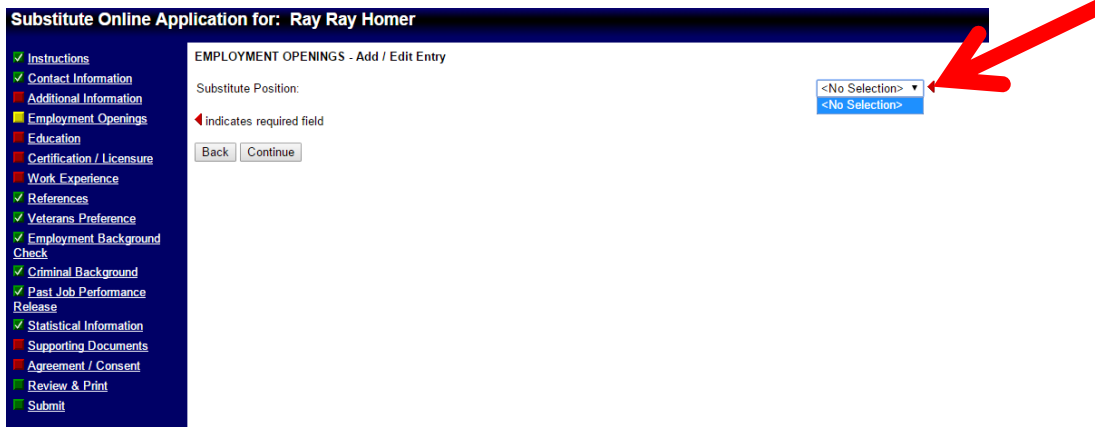 Substitute Online Application for: Ray Ray Homer
Instructions
Contact Information
Additional Information
Employment Openings
Education
Certification / Licensure
Work Experience
References
Veterans Preference
Employment Background
Check
Criminal Background
Past Job Performance
Release
Statistical Information
Supporting Documents
Agreement / Consent
Review & Print
Submit
EMPLOYMENT OPENINGS - Add / Edit Entry
Substitute Position:
<No Selection>
<No Selection>
indicates required field
Back Continue